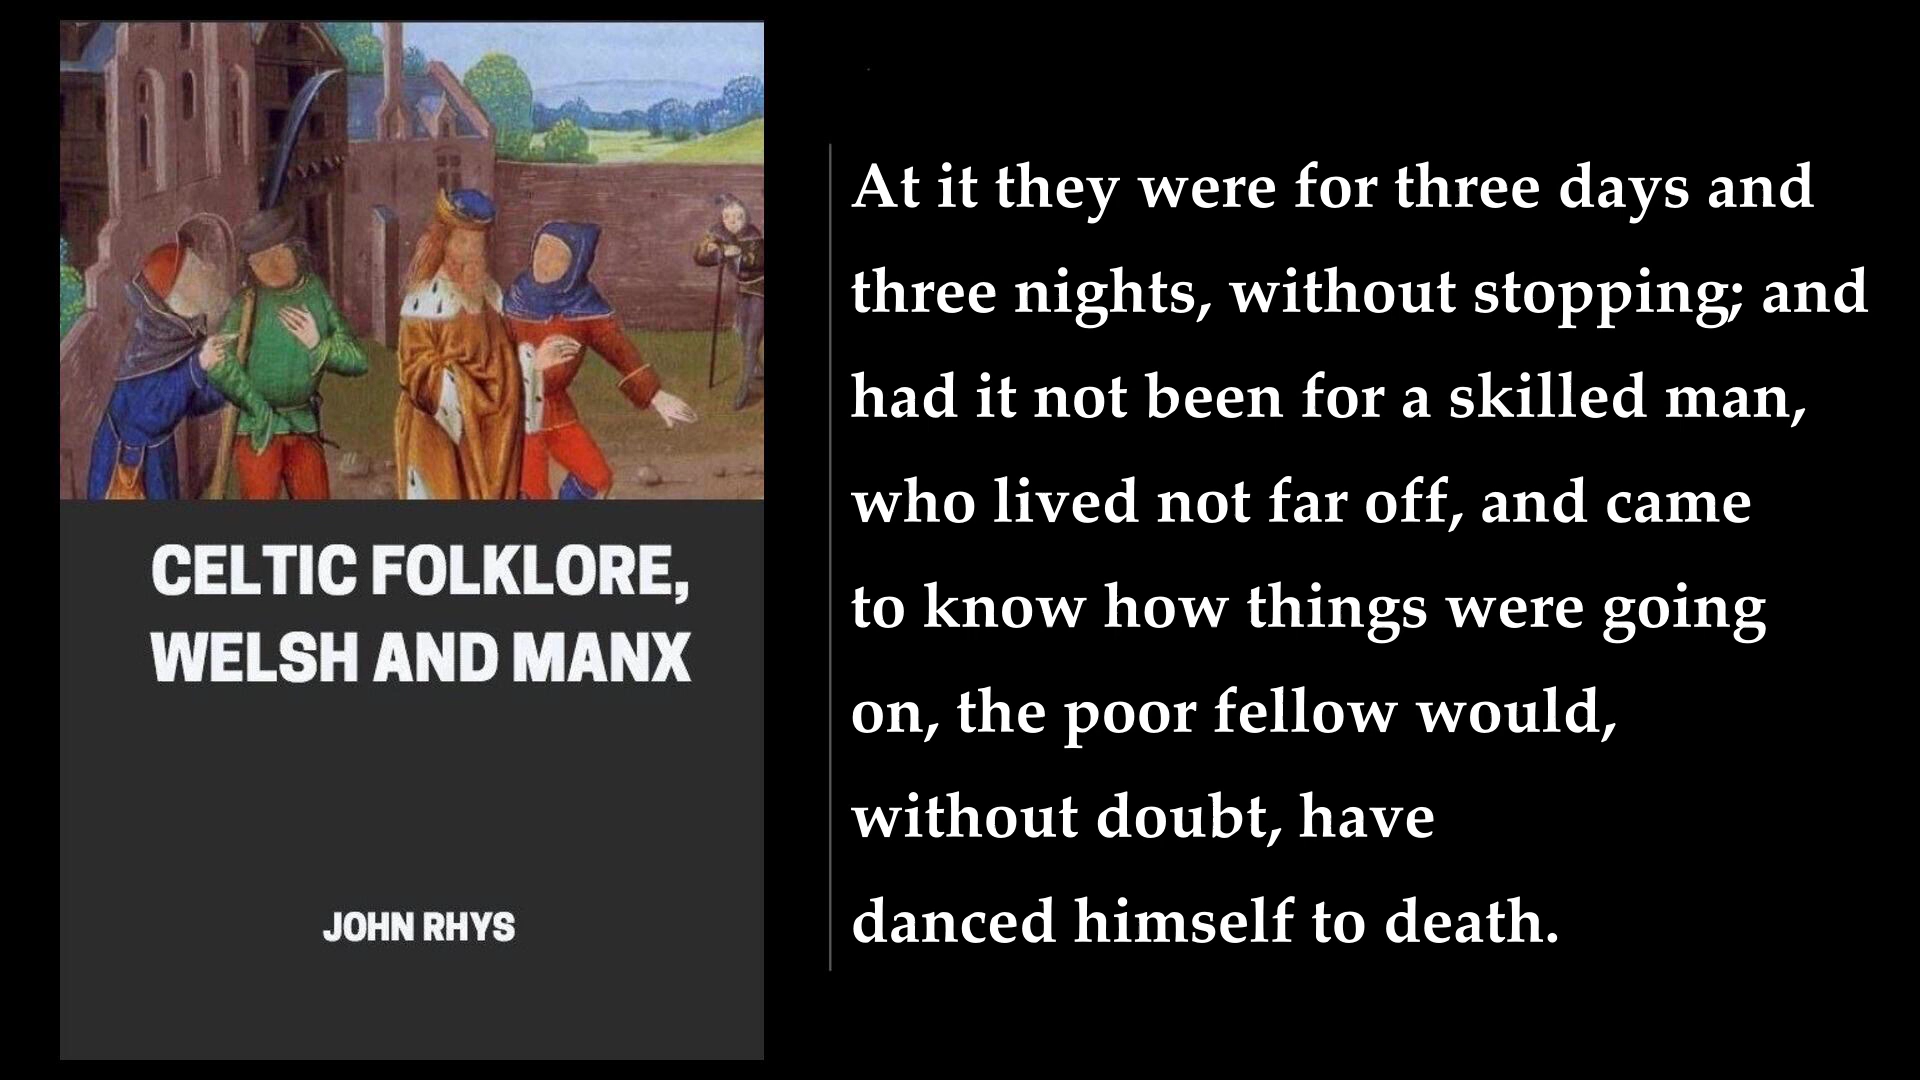 CELTIC FOLKLORE,
WELSH AND MANX
JOHN RHYS
At it they were for three days and
three nights, without stopping; and
had it not been for a skilled man,
who lived not far off, and came
to know how things were going
on, the poor fellow would,
without doubt, have
danced himself to death.